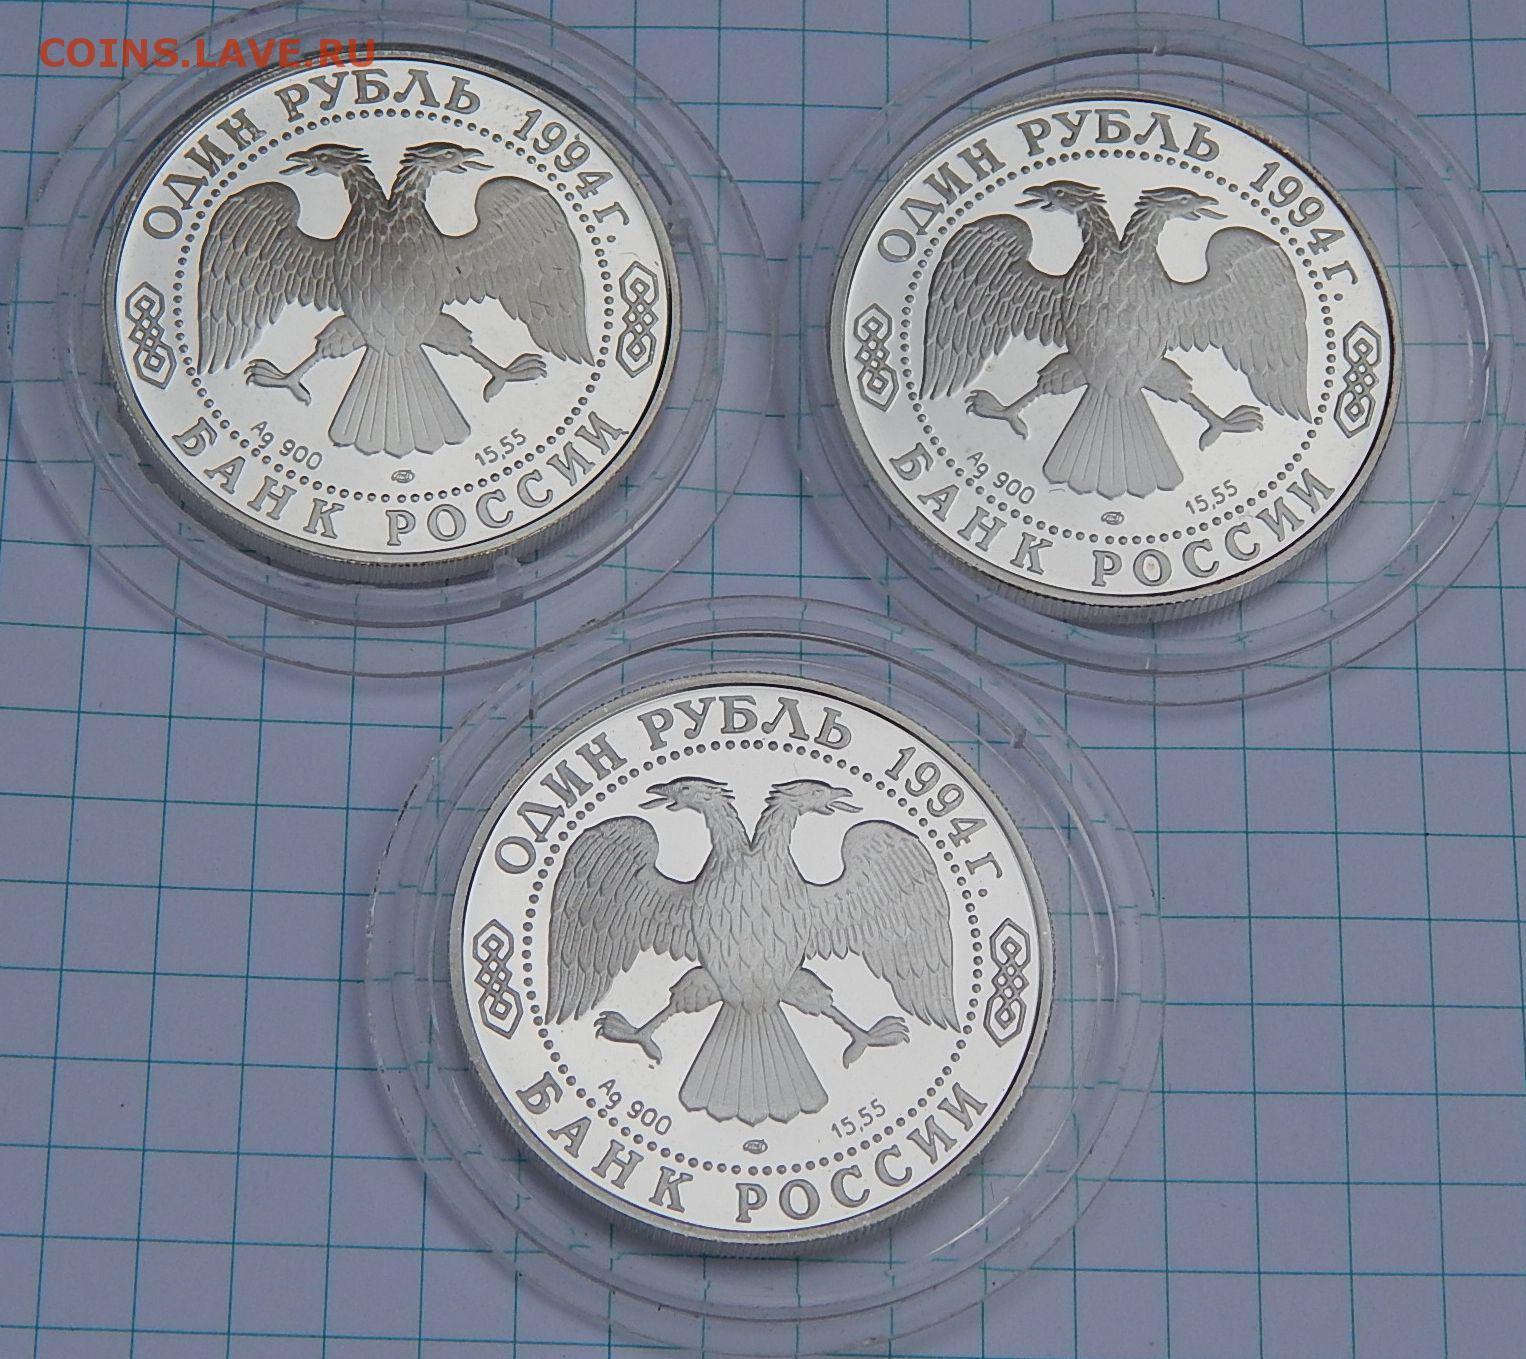 COINS.LAVE.RU
ОДИН РУБЛЬ 1994 г.
Ag 900
15,55
БАНК РОССИИ
ОДИН РУБЛЬ 1994 г.
Ag 900
15,55
БАНК РОССИИ
ОДИН РУБЛЬ 1994 г.
Ag 900
15,55
БАНК РОССИИ